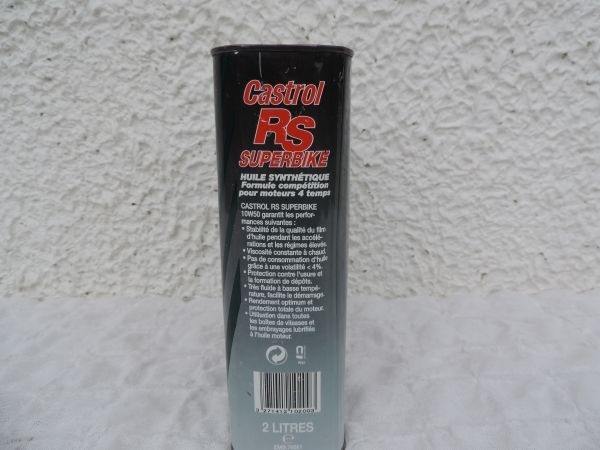 Castrol
RS
SUPERBIKE
HUILE SYNTHÉTIQUE
Formule compétition
pour moteurs 4 temps
CASTROL RS SUPERBIKE
10W50 garantit les perfor-
mances suivantes :
• Stabilité de la qualité du film
d'huile pendant les accélé-
rations et les régimes élevés.
• Viscosité constante à chaud.
• Pas de consommation d'huile
grâce à une volatilité < 4%.
• Protection contre l'usure et
la formation de dépôts.
• Très fluide à basse tempé-
rature, facilite le démarrage.
• Rendement optimum et
protection totale du moteur.
• Utilisation dans toutes
les boîtes de vitesses et
les embrayages lubrifiés
à l'huile moteur.
2 LITRES